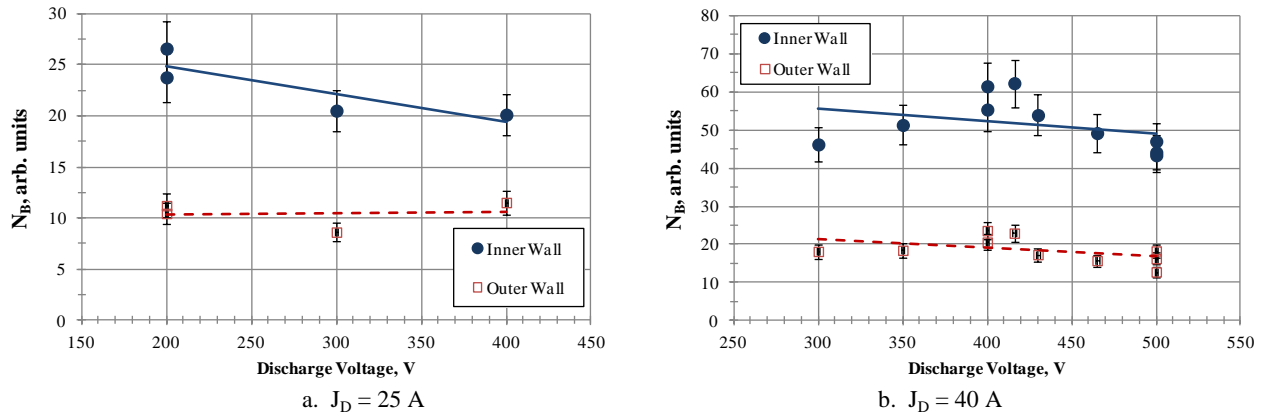 30
25
20
15
10
5
0
N_B, arb. units
150 200 250 300 350 400 450
Discharge Voltage, V
Inner Wall
Outer Wall
a. J_D = 25 A
80
70
60
50
40
30
20
10
0
N_B, arb. units
250 300 350 400 450 500 550
Discharge Voltage, V
Inner Wall
Outer Wall
b. J_D = 40 A